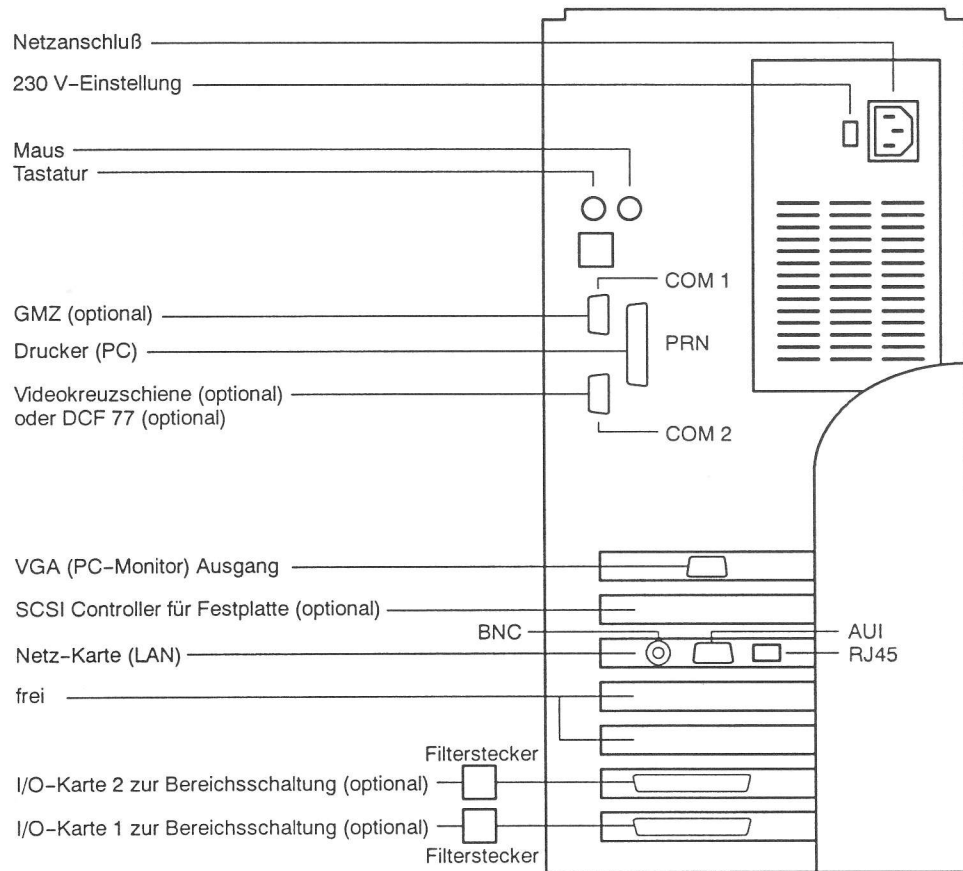 Netzanschluß
230 V-Einstellung
Maus
Tastatur
COM 1
GMZ (optional)
Drucker (PC)
PRN
Videokreuzschiene (optional)
oder DCF 77 (optional)
COM 2
VGA (PC-Monitor) Ausgang
SCSI Controller für Festplatte (optional)
BNC
AUI
Netz-Karte (LAN)
RJ45
frei
Filterstecker
I/O-Karte 2 zur Bereichsschaltung (optional)
I/O-Karte 1 zur Bereichsschaltung (optional)
Filterstecker